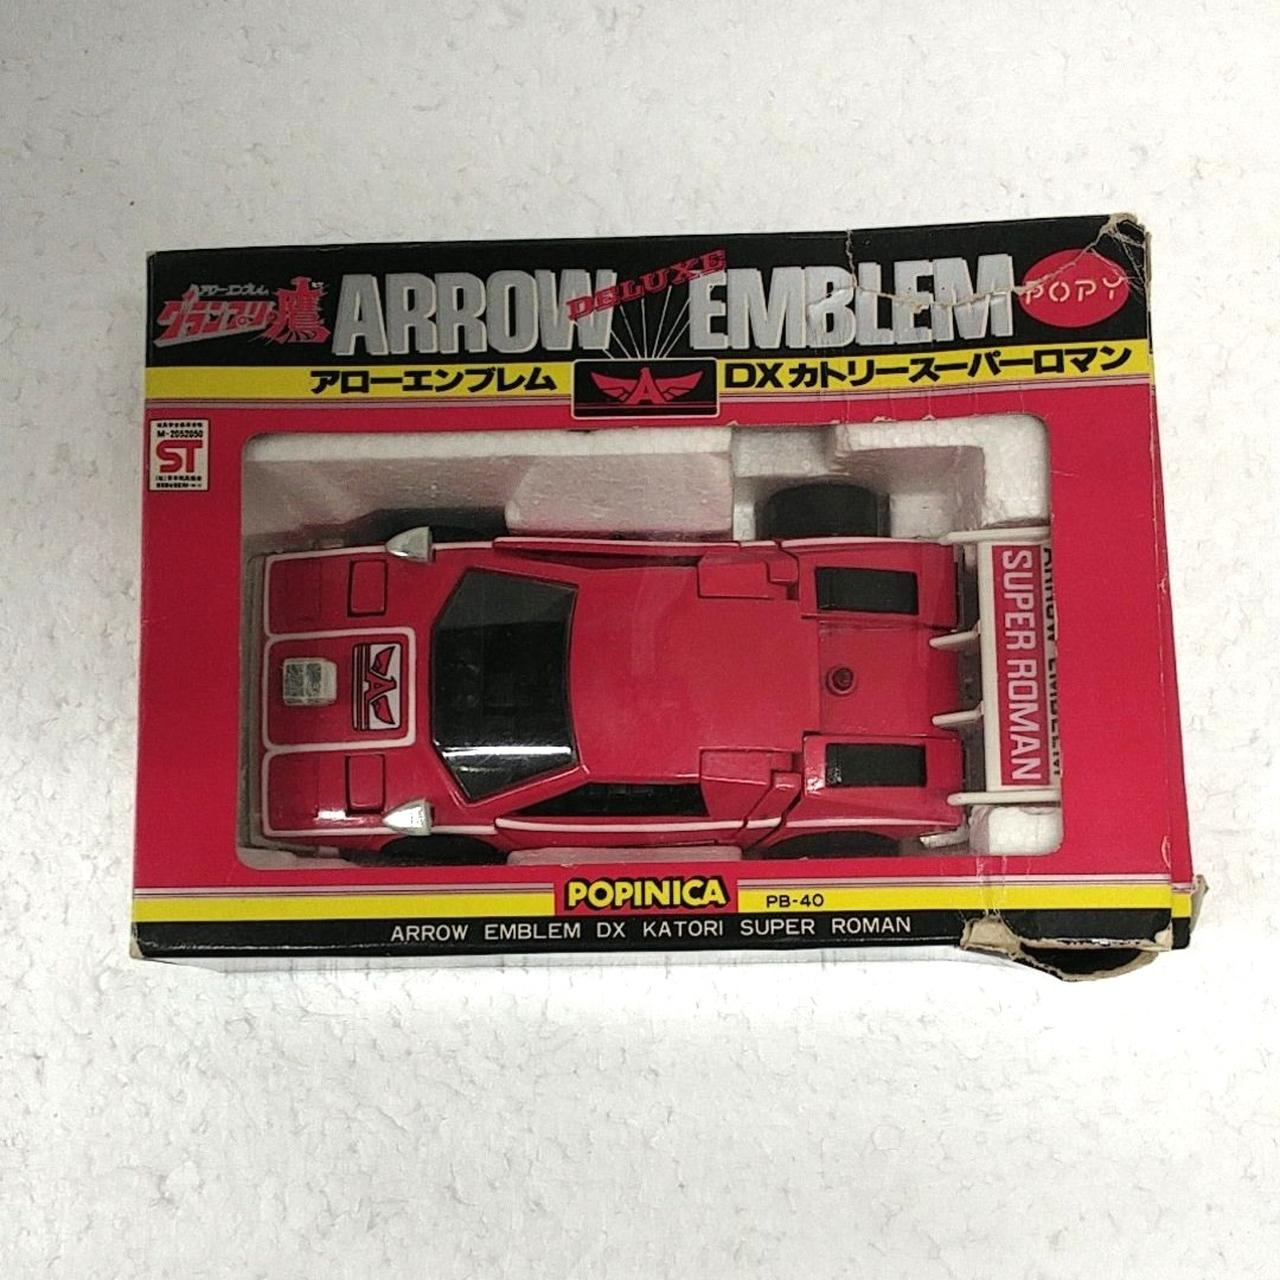 アローエンブレム
グランプリの鷹
ARROW EMBLEM
DELUXE
POPY
アローエンブレム
A
DXカトリースーパーロマン
M-2052050
ST
A
SUPER ROMAN
POPINICA
PB-40
ARROW EMBLEM DX KATORI SUPER ROMAN